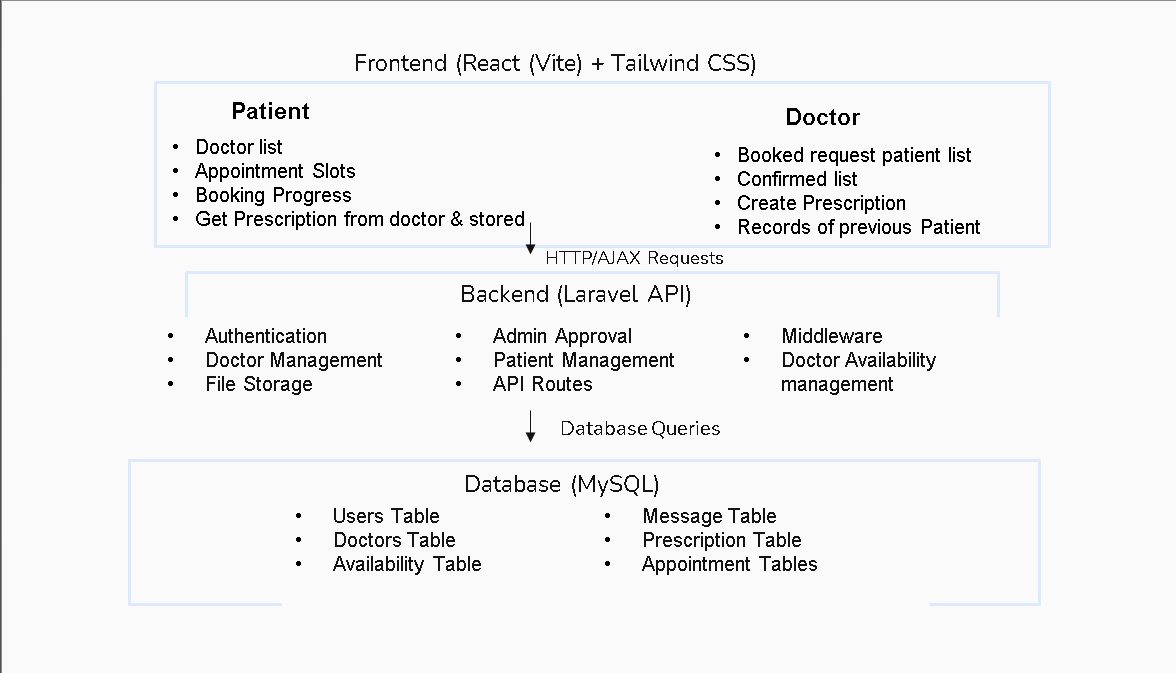 Frontend (React (Vite) + Tailwind CSS)
Patient
• Doctor list
• Appointment Slots
• Booking Progress
• Get Prescription from doctor & stored
Doctor
• Booked request patient list
• Confirmed list
• Create Prescription
• Records of previous Patient
HTTP/AJAX Requests
Backend (Laravel API)
• Authentication
• Doctor Management
• File Storage
• Admin Approval
• Patient Management
• API Routes
• Middleware
• Doctor Availability
management
Database Queries
Database (MySQL)
• Users Table
• Doctors Table
• Availability Table
• Message Table
• Prescription Table
• Appointment Tables